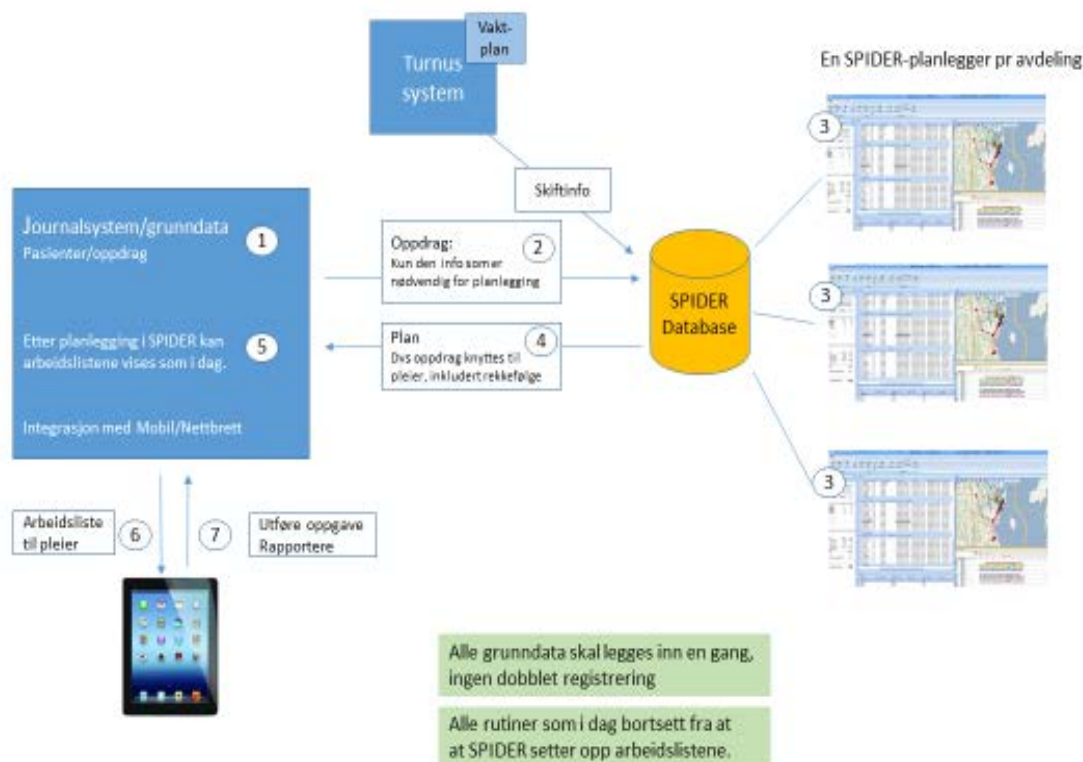 Vakt-
plan
Turnus
system
En SPIDER-planlegger pr avdeling
3
Skiftinfo
Journalsystem/grunndata
Pasienter/oppdrag
1
Oppdrag:
Kun den info som er
nødvendig for planlegging
2
SPIDER
Database
3
Etter planlegging i SPIDER kan
arbeidslistene vises som i dag.
5
Plan
Dvs oppdrag knyttes til
pleier, inkludert rekkefølge
4
Integrasjon med Mobil/Nettbrett
3
Arbeidsliste
til pleier
6
7
Utføre oppgave
Rapportere
Alle grunndata skal legges inn en gang,
ingen dobblet registrering
Alle rutiner som i dag bortsett fra at
at SPIDER setter opp arbeidslistene.